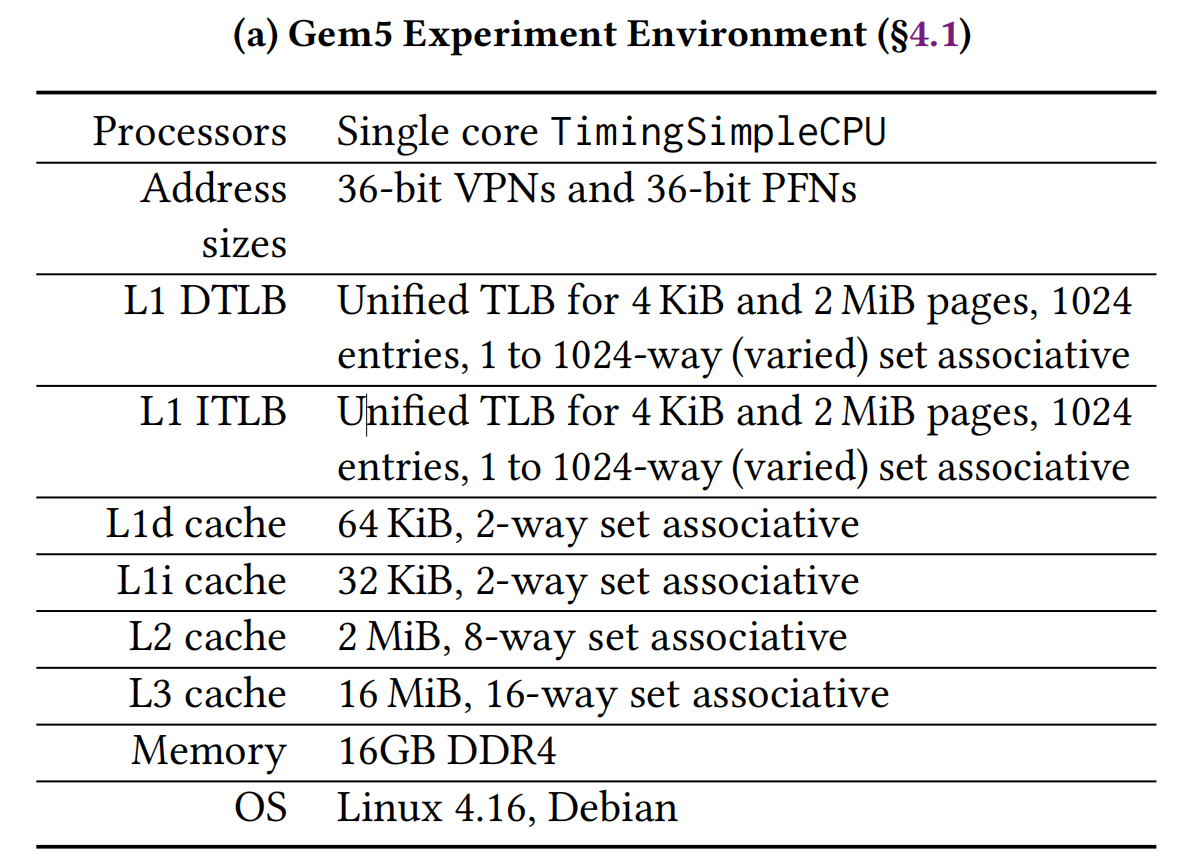 (a) Gem5 Experiment Environment (§4.1)
Processors Single core TimingSimpleCPU
Address 36-bit VPNs and 36-bit PFNs
sizes
L1 DTLB Unified TLB for 4 KiB and 2 MiB pages, 1024
entries, 1 to 1024-way (varied) set associative
L1 ITLB Unified TLB for 4 KiB and 2 MiB pages, 1024
entries, 1 to 1024-way (varied) set associative
L1d cache 64 KiB, 2-way set associative
L1i cache 32 KiB, 2-way set associative
L2 cache 2 MiB, 8-way set associative
L3 cache 16 MiB, 16-way set associative
Memory 16GB DDR4
OS Linux 4.16, Debian